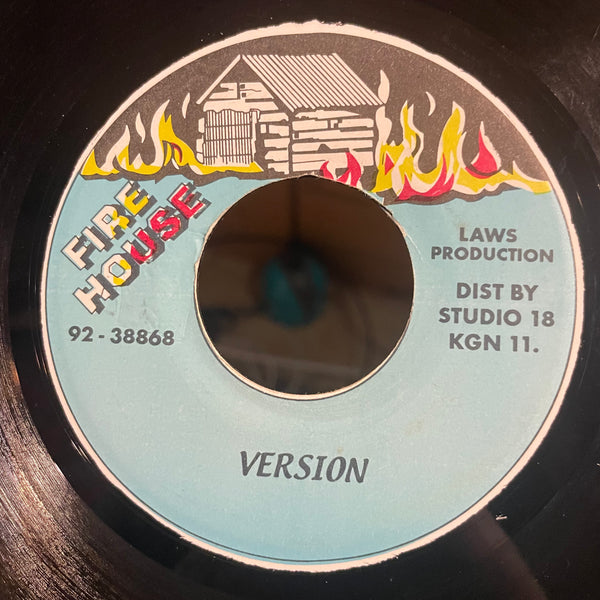 FIRE
HOUSE
92-38868
LAWS
PRODUCTION
DIST BY
STUDIO 18
KGN 11.
VERSION